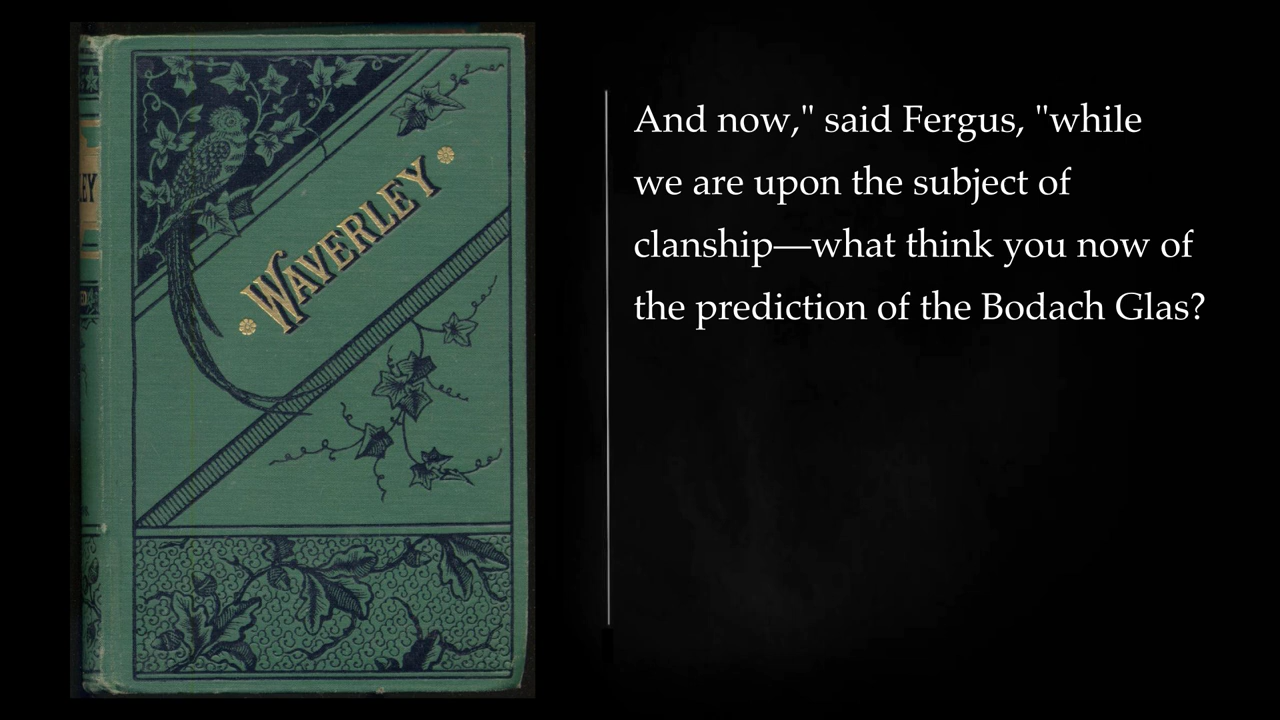 WAVERLEY
EY
And now," said Fergus, "while
we are upon the subject of
clanship—what think you now of
the prediction of the Bodach Glas?